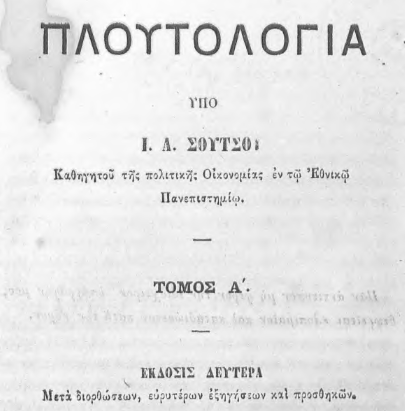 ΠΛΟΥΤΟΛΟΓΙΑ
ΥΠΟ
Ι. Α. ΣΟΥΤΣΟΥ
Καθηγητοῦ τῆς πολιτικῆς Οἰκονομίας ἐν τῷ Ἐθνικῷ
Πανεπιστημίῳ.
ΤΟΜΟΣ Α΄.
ΕΚΔΟΣΙΣ ΔΕΥΤΕΡΑ
Μετὰ διορθώσεων, εὐρυτέρων ἐξηγήσεων καὶ προσθηκῶν.